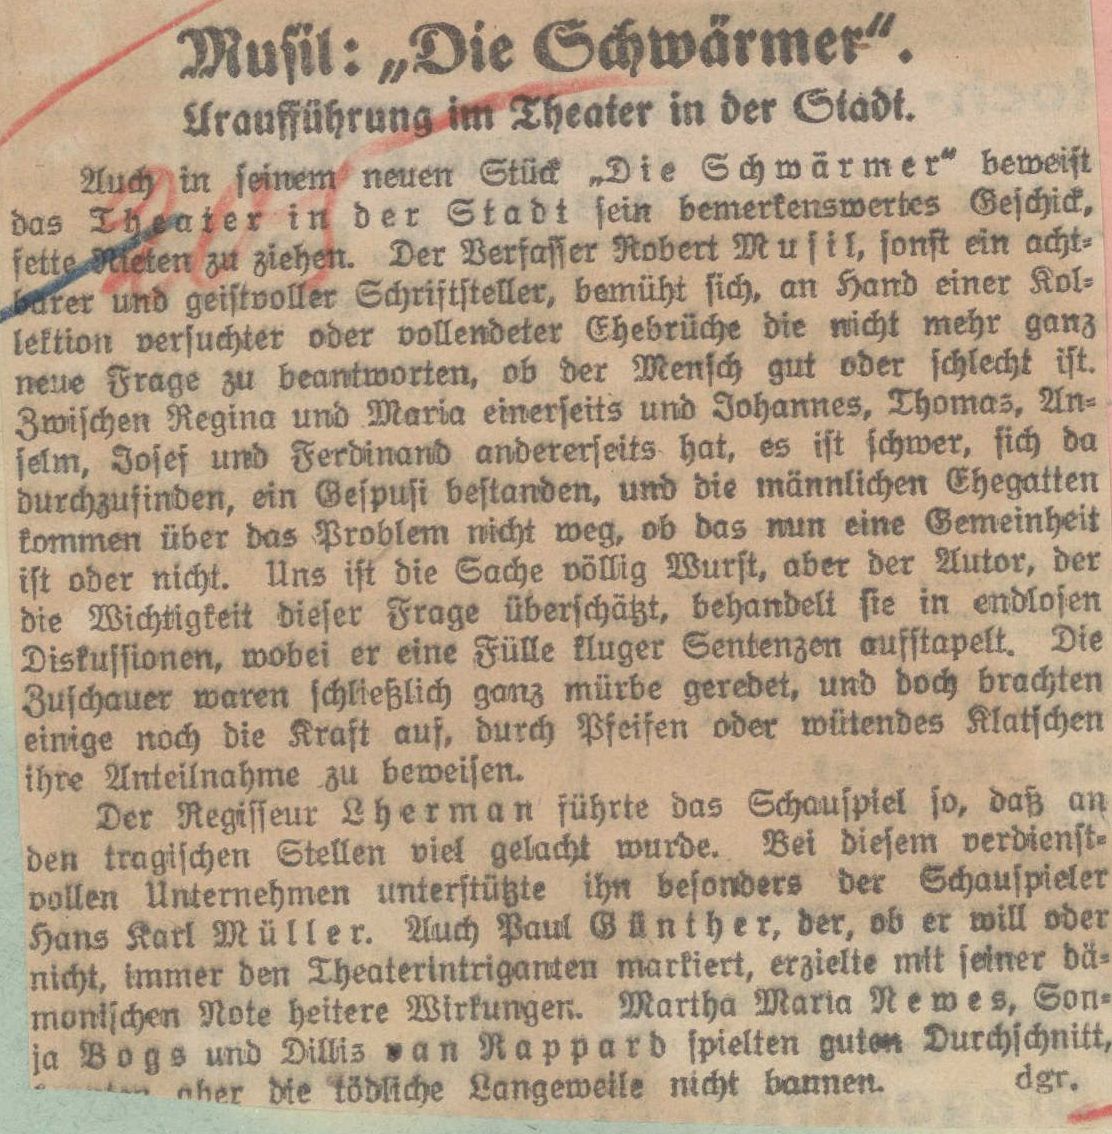 Musil: „Die Schwärmer“.
Uraufführung im Theater in der Stadt.
Auch in seinem neuen Stück „Die Schwärmer“ beweist
das Theater in der Stadt sein bemerkenswertes Geschick,
fette Nieten zu ziehen. Der Verfasser Robert Musil, sonst ein acht-
barer und geistvoller Schriftsteller, bemüht sich, an Hand einer Kol-
lektion versuchter oder vollendeter Ehebrüche die nicht mehr ganz
neue Frage zu beantworten, ob der Mensch gut oder schlecht ist.
Zwischen Regina und Maria einerseits und Johannes, Thomas, An-
selm, Josef und Ferdinand andererseits hat, es ist schwer, sich da
durchzufinden, ein Gespusi bestanden, und die männlichen Ehegatten
kommen über das Problem nicht weg, ob das nun eine Gemeinheit
ist oder nicht. Uns ist die Sache völlig Wurst, aber der Autor, der
die Wichtigkeit dieser Frage überschätzt, behandelt sie in endlosen
Diskussionen, wobei er eine Fülle kluger Sentenzen aufstapelt. Die
Zuschauer waren schließlich ganz mürbe geredet, und doch brachten
einige noch die Kraft auf, durch Pfeifen oder wütendes Klatschen
ihre Anteilnahme zu beweisen.
Der Regisseur Lherman führte das Schauspiel so, daß an
den tragischen Stellen viel gelacht wurde. Bei diesem verdienst-
vollen Unternehmen unterstützte ihn besonders der Schauspieler
Hans Karl Müller. Auch Paul Günther, der, ob er will oder
nicht, immer den Theaterintriganten markiert, erzielte mit seiner dä-
monischen Note heitere Wirkungen. Martha Maria Newes, Son-
ja Bogs und Dillis van Rappard spielten guten Durchschnitt,
aber die tödliche Langeweile nicht bannen. dgr.